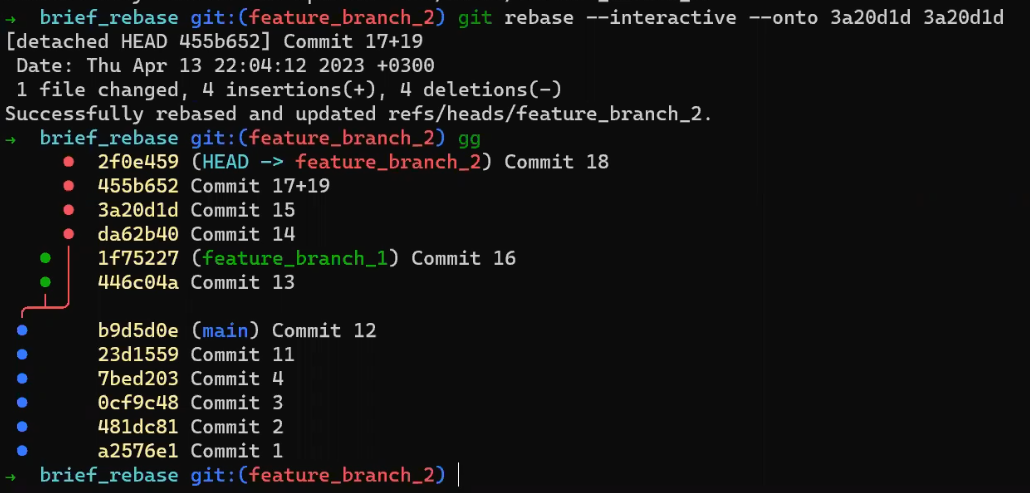 → brief_rebase git:(feature_branch_2) git rebase --interactive --onto 3a20d1d 3a20d1d
[detached HEAD 455b652] Commit 17+19
Date: Thu Apr 13 22:04:12 2023 +0300
1 file changed, 4 insertions(+), 4 deletions(-)
Successfully rebased and updated refs/heads/feature_branch_2.
→ brief_rebase git:(feature_branch_2) gg
2f0e459 (HEAD -> feature_branch_2) Commit 18
455b652 Commit 17+19
3a20d1d Commit 15
da62b40 Commit 14
1f75227 (feature_branch_1) Commit 16
446c04a Commit 13
b9d5d0e (main) Commit 12
23d1559 Commit 11
7bed203 Commit 4
0cf9c48 Commit 3
481dc81 Commit 2
a2576e1 Commit 1
→ brief_rebase git:(feature_branch_2)